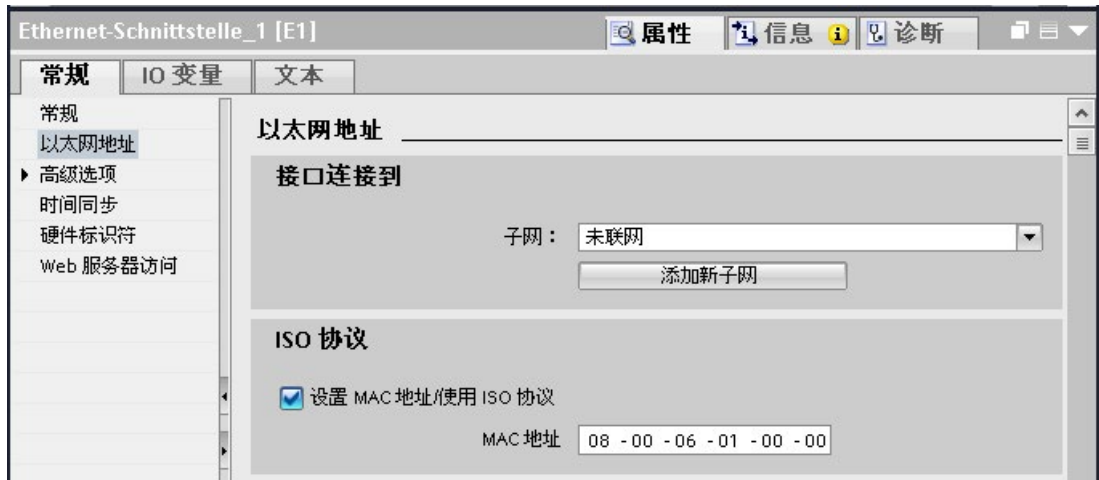 Ethernet-Schnittstelle_1 [E1]
属性
信息
诊断
常规
IO 变量
文本
常规
以太网地址
高级选项
时间同步
硬件标识符
Web 服务器访问
以太网地址
接口连接到
子网：
未联网
添加新子网
ISO 协议
设置 MAC 地址/使用 ISO 协议
MAC 地址
08 -00 -06 -01 -00 -00